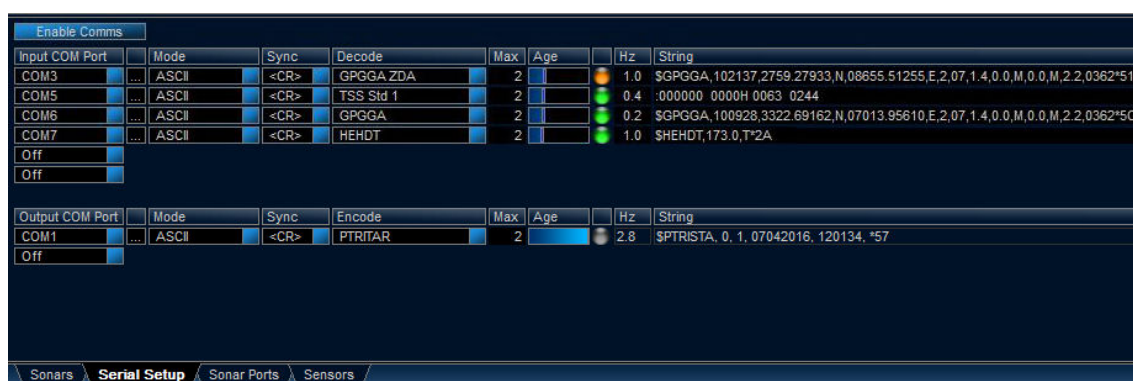 Enable Comms
Input COM Port Mode Sync Decode Max Age Hz String
COM3 ... ASCII <CR> GPGGA ZDA 2 1.0 $GPGGA,102137,2759.27933,N,08655.51255,E,2,07,1.4,0.0,M,0.0,M,2.2,0362*51
COM5 ... ASCII <CR> TSS Std 1 2 0.4 :000000 0000H 0063 0244
COM6 ... ASCII <CR> GPGGA 2 0.2 $GPGGA,100928,3322.69162,N,07013.95610,E,2,07,1.4,0.0,M,0.0,M,2.2,0362*5C
COM7 ... ASCII <CR> HEHDT 2 1.0 $HEHDT,173.0,T*2A
Off
Off
Output COM Port Mode Sync Encode Max Age Hz String
COM1 ... ASCII <CR> PTRITAR 2 2.8 $PTRISTA, 0, 1, 07042016, 120134, *57
Off
Sonars Serial Setup Sonar Ports Sensors